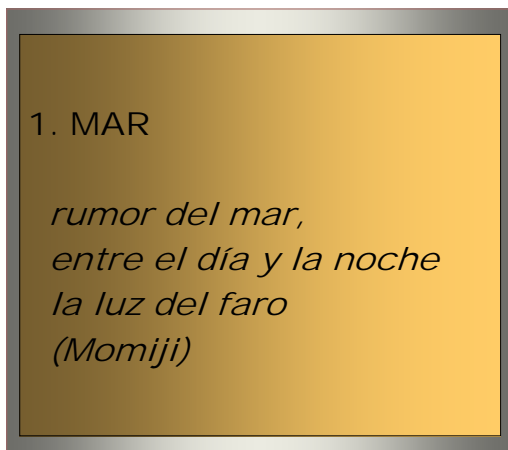 1. MAR
rumor del mar,
entre el día y la noche
la luz del faro
(Momiji)